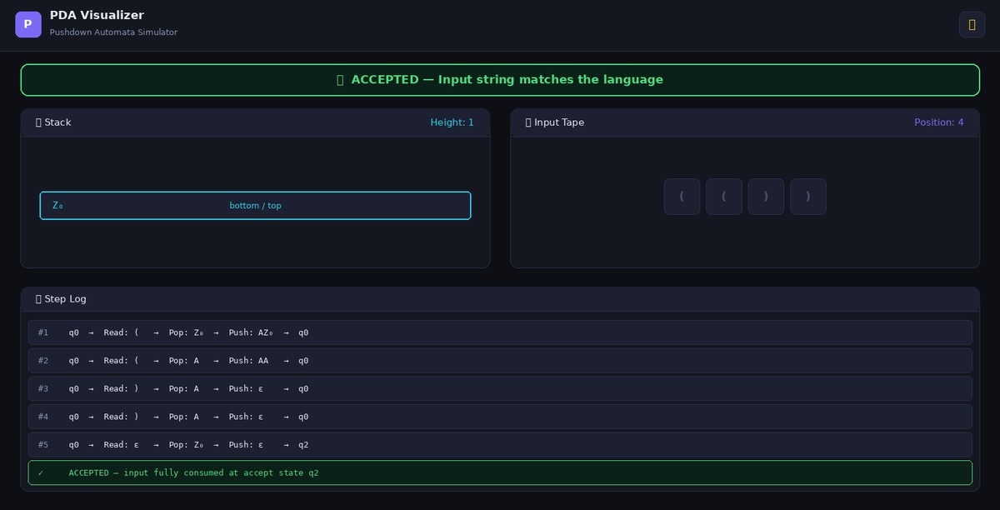 P
PDA Visualizer
Pushdown Automata Simulator
ACCEPTED — Input string matches the language
Stack
Height: 1
Input Tape
Position: 4
Z₀ bottom / top
( ( ) )
Step Log
#1 q0 → Read: ( → Pop: Z₀ → Push: AZ₀ → q0
#2 q0 → Read: ( → Pop: A → Push: AA → q0
#3 q0 → Read: ) → Pop: A → Push: ε → q0
#4 q0 → Read: ) → Pop: A → Push: ε → q0
#5 q0 → Read: ε → Pop: Z₀ → Push: ε → q2
✓ ACCEPTED — input fully consumed at accept state q2